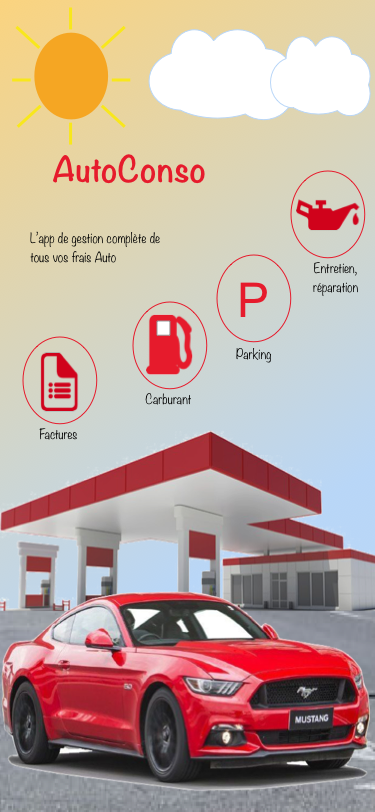 AutoConso
L'app de gestion complète de
tous vos frais Auto
Entretien,
réparation
P
Parking
Carburant
Factures
MUSTANG